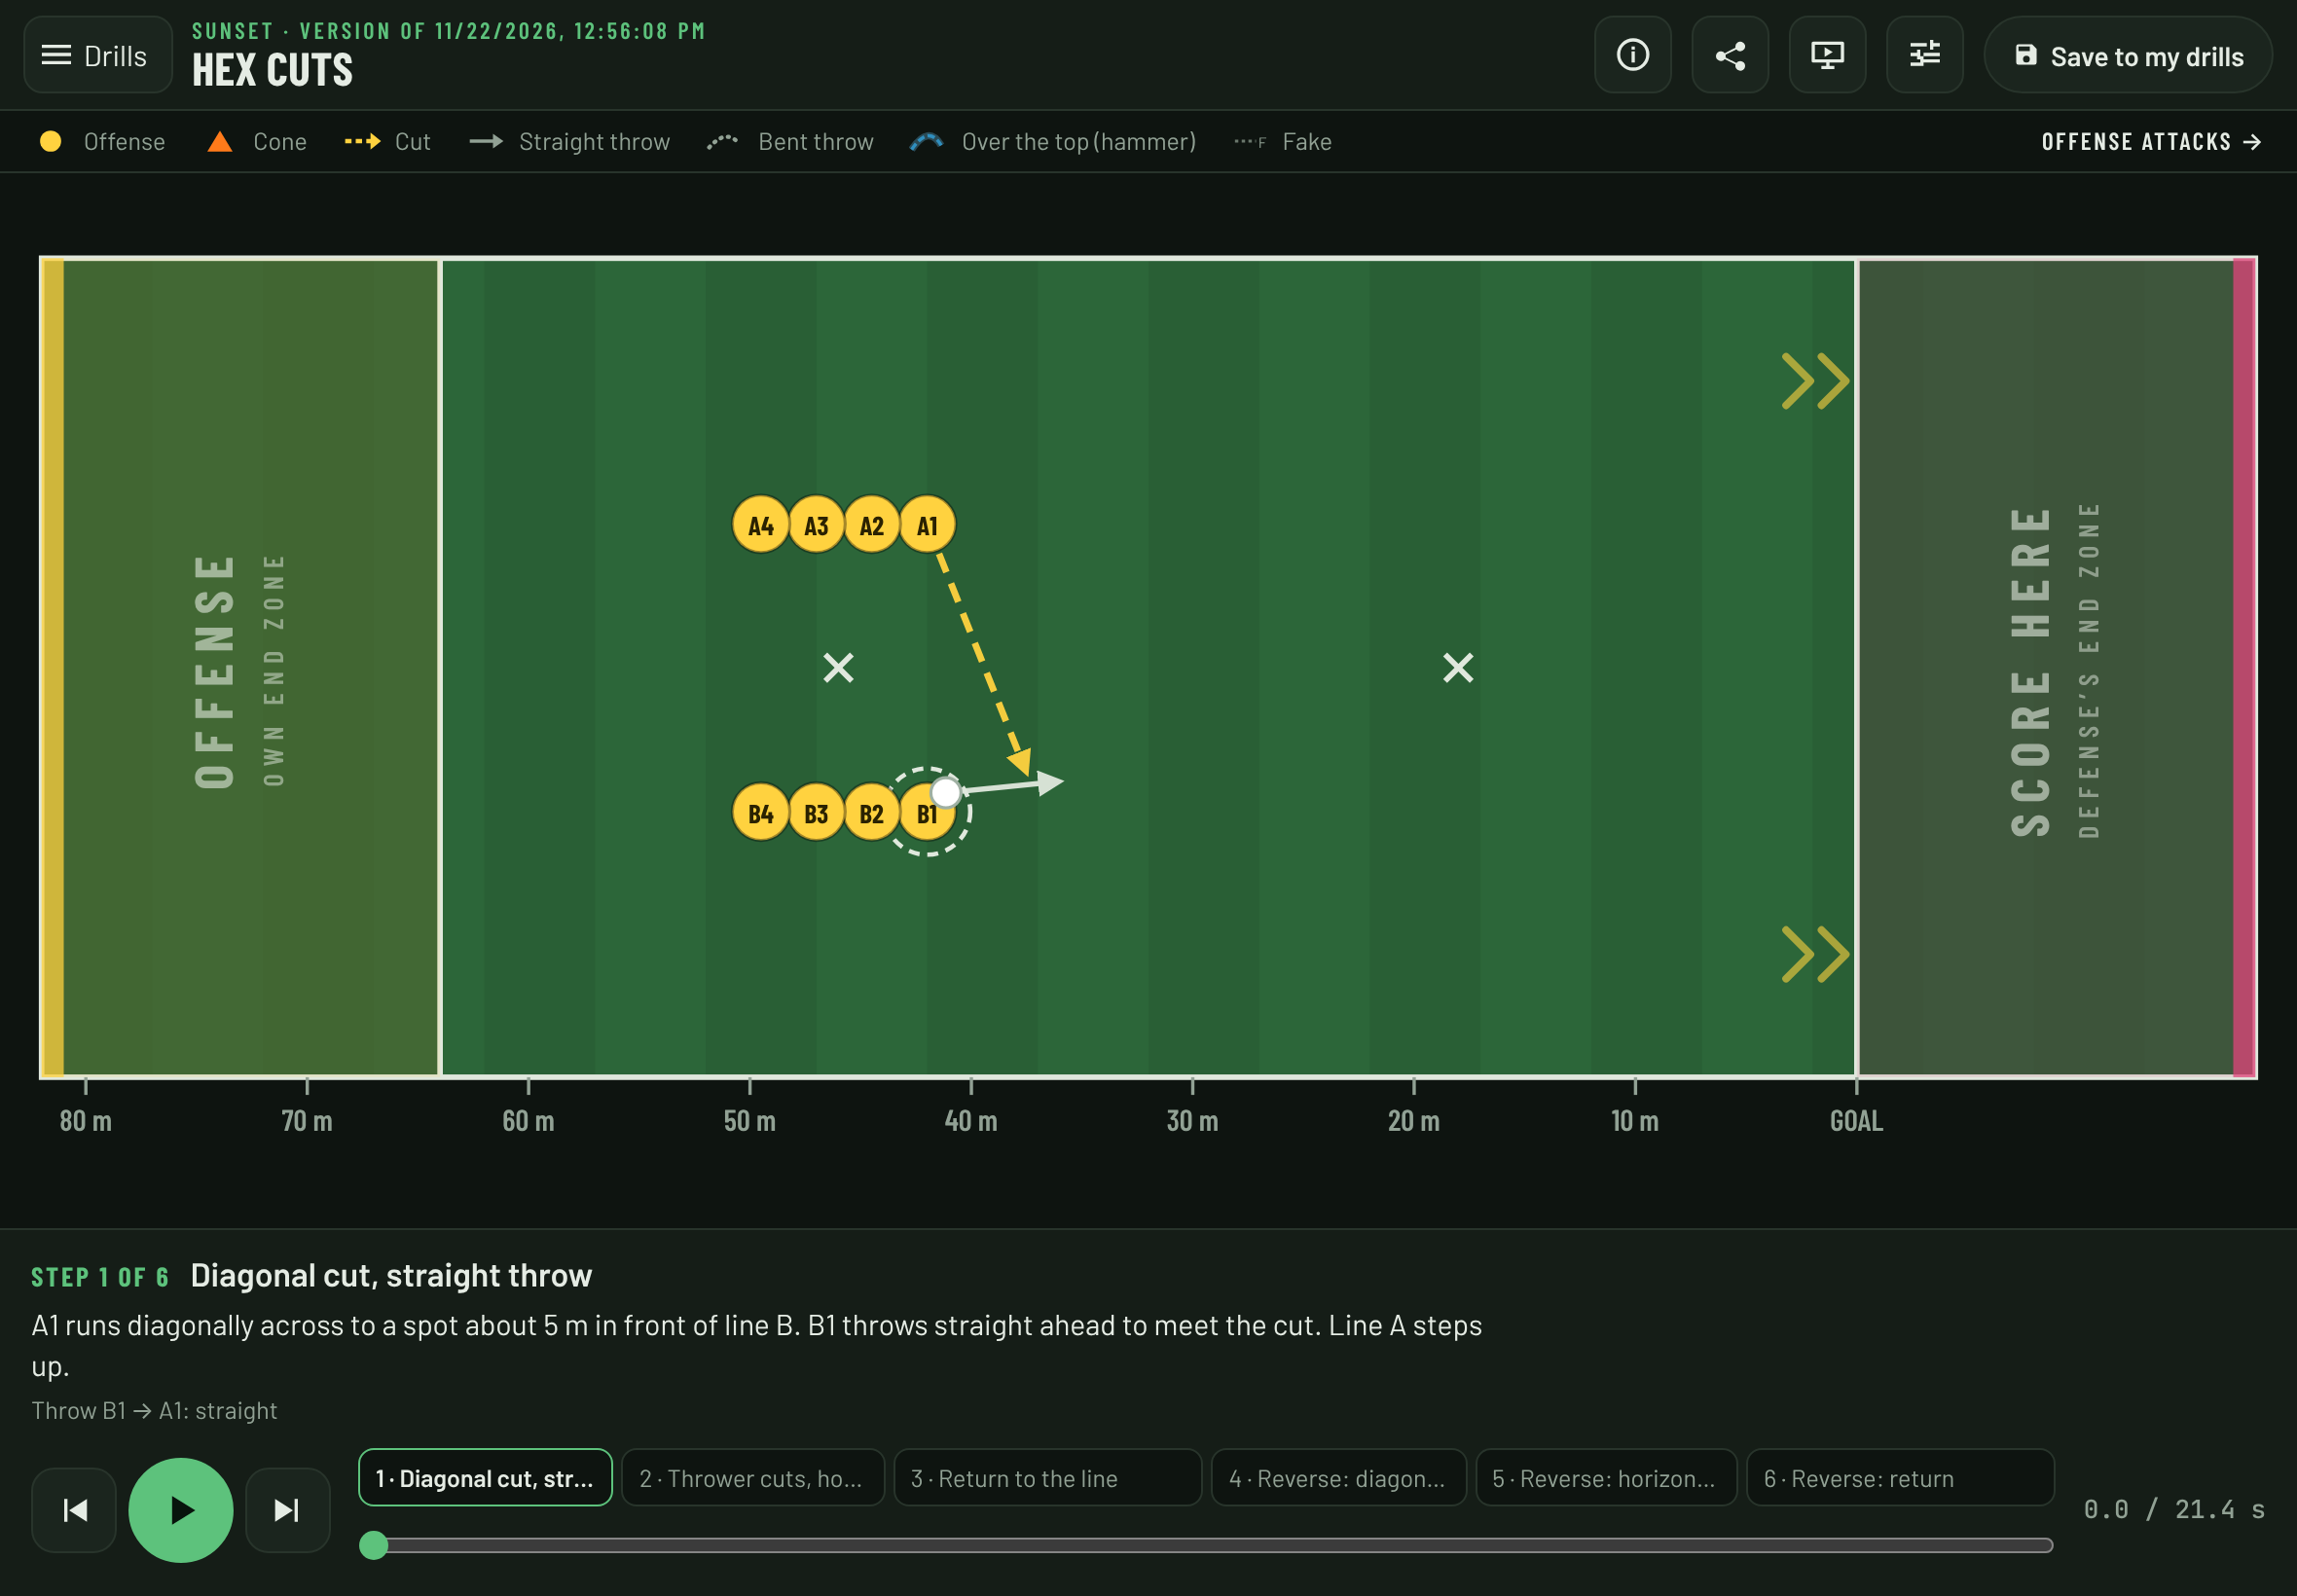 Drills
SUNSET · VERSION OF 11/22/2026, 12:56:08 PM
HEX CUTS
Save to my drills
Offense
Cone
Cut
Straight throw
Bent throw
Over the top (hammer)
F
Fake
OFFENSE ATTACKS →
OFFENSE
OWN END ZONE
A4
A3
A2
A1
B4
B3
B2
B1
SCORE HERE
DEFENSE'S END ZONE
80 m
70 m
60 m
50 m
40 m
30 m
20 m
10 m
GOAL
STEP 1 OF 6
Diagonal cut, straight throw
A1 runs diagonally across to a spot about 5 m in front of line B. B1 throws straight ahead to meet the cut. Line A steps
up.
Throw B1 → A1: straight
1 · Diagonal cut, str...
2 · Thrower cuts, ho...
3 · Return to the line
4 · Reverse: diagon...
5 · Reverse: horizon...
6 · Reverse: return
0.0 / 21.4 s